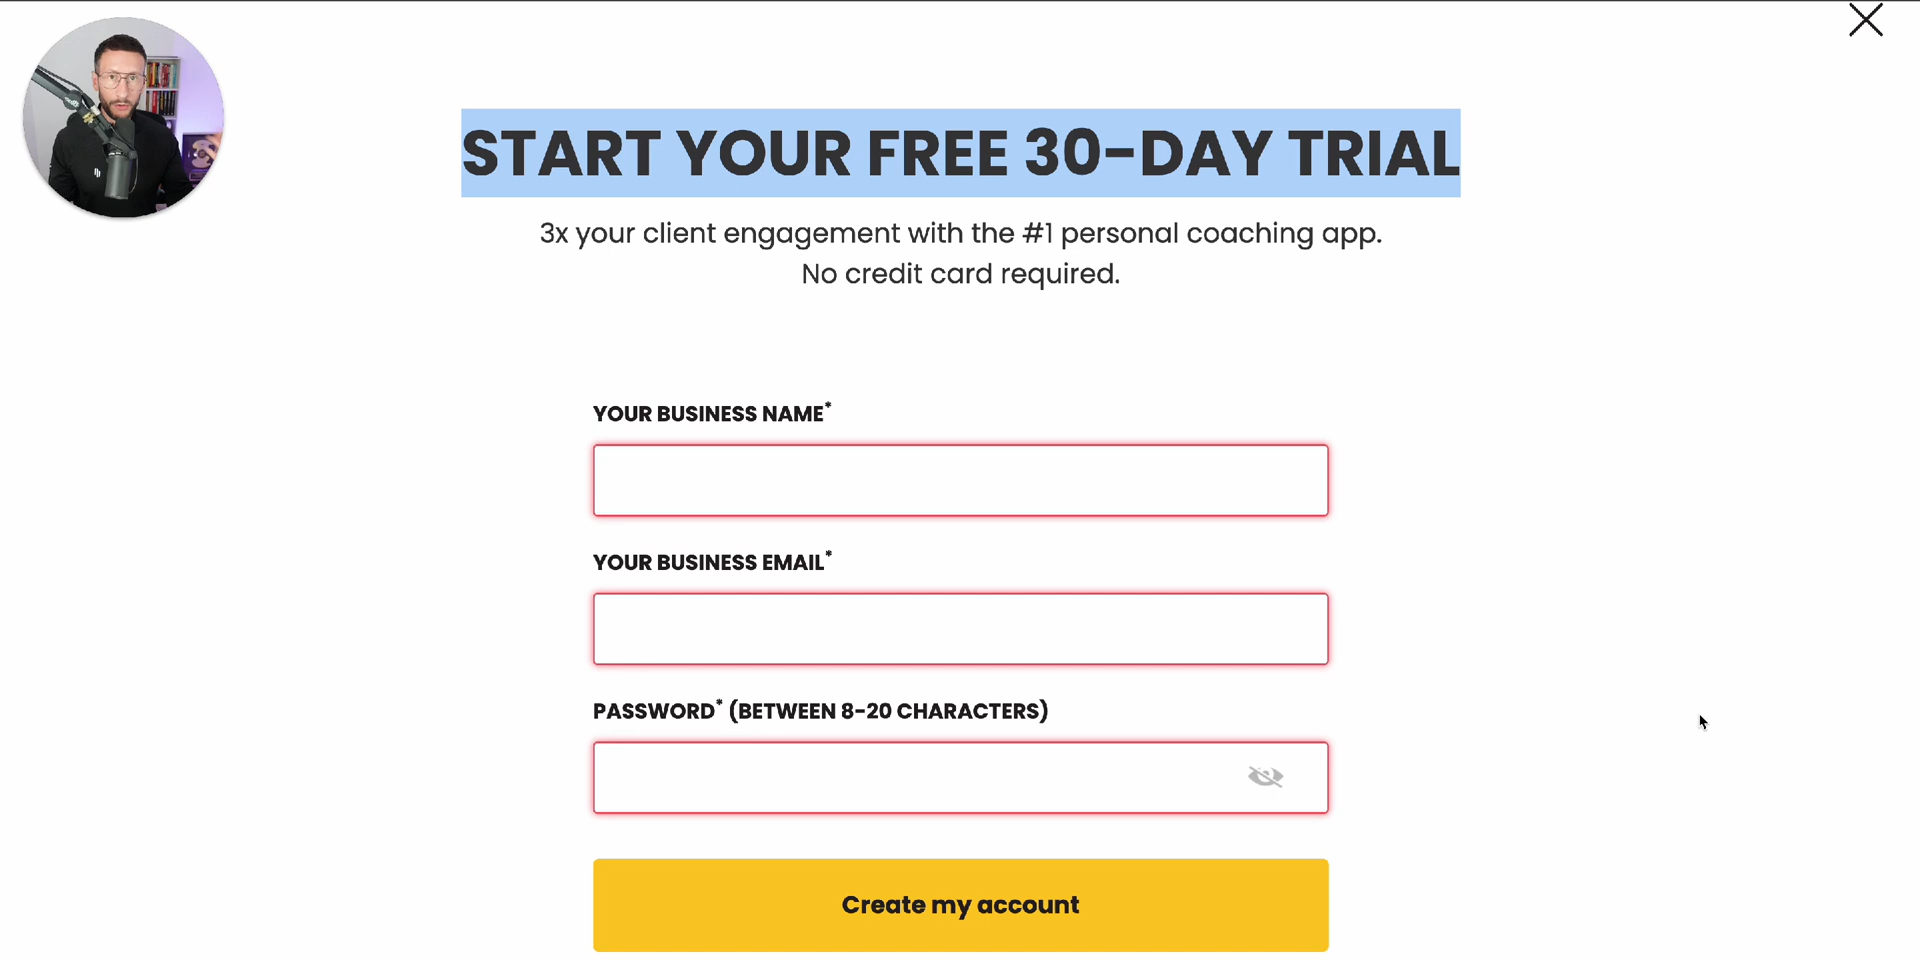 START YOUR FREE 30-DAY TRIAL
3x your client engagement with the #1 personal coaching app.
No credit card required.
YOUR BUSINESS NAME*
YOUR BUSINESS EMAIL*
PASSWORD* (BETWEEN 8-20 CHARACTERS)
Create my account